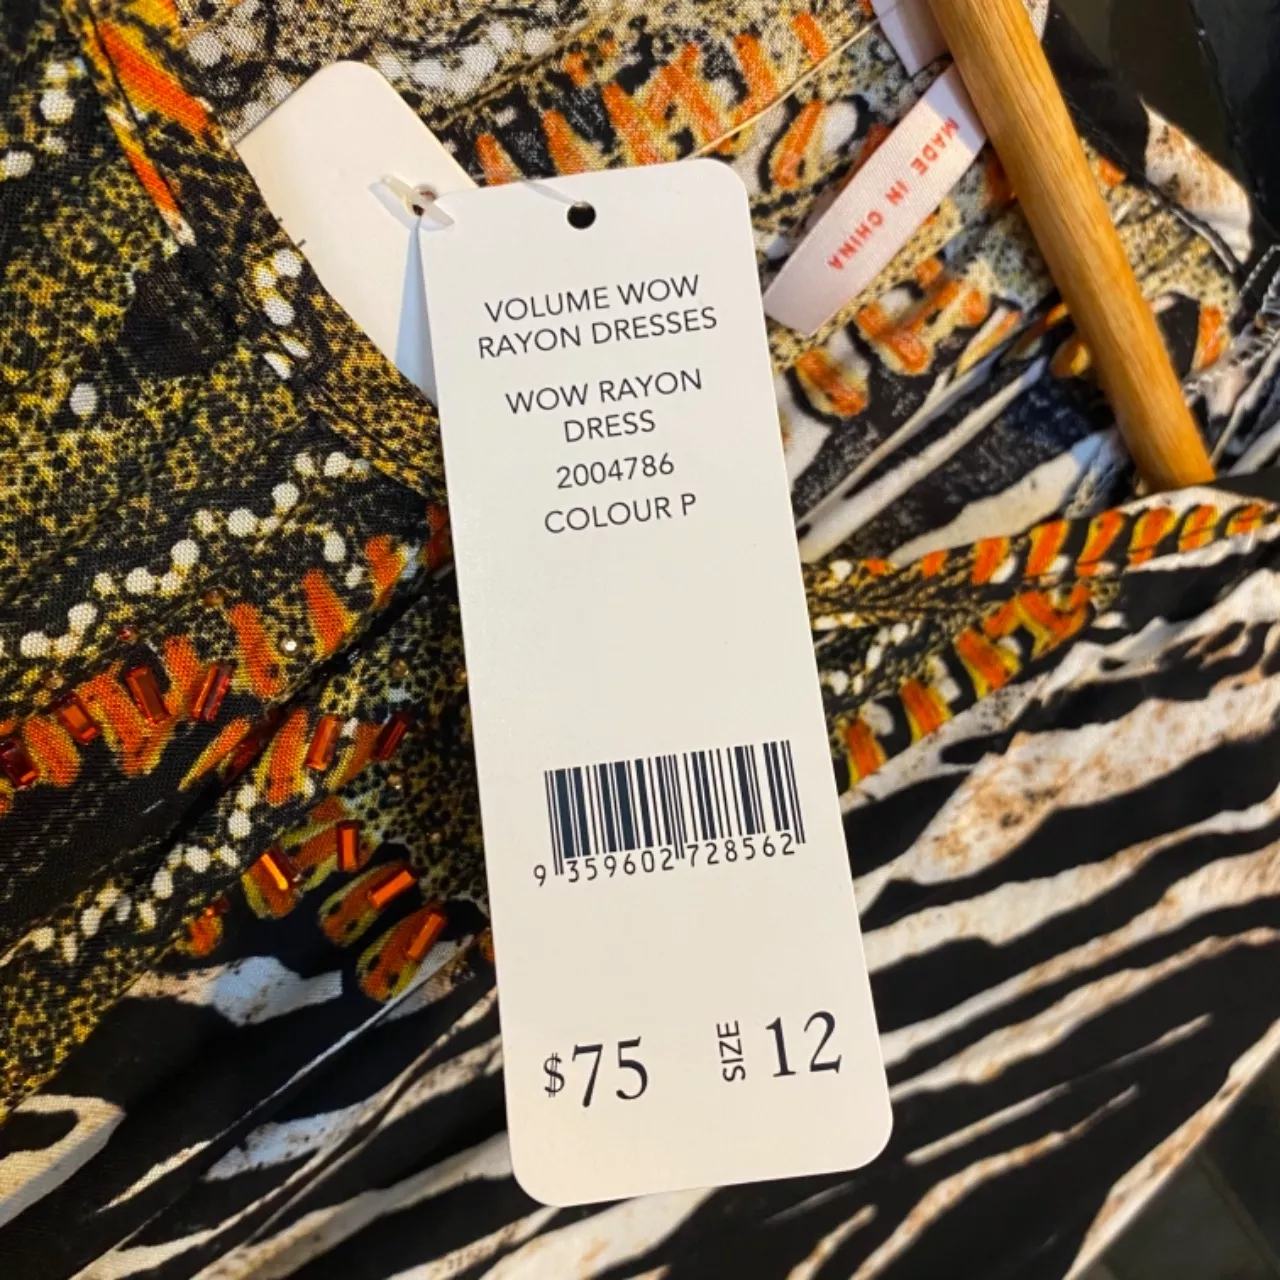 MADE IN CHINA
VOLUME WOW
RAYON DRESSES
WOW RAYON
DRESS
2004786
COLOUR P
9 359602 728562
$75 SIZE 12